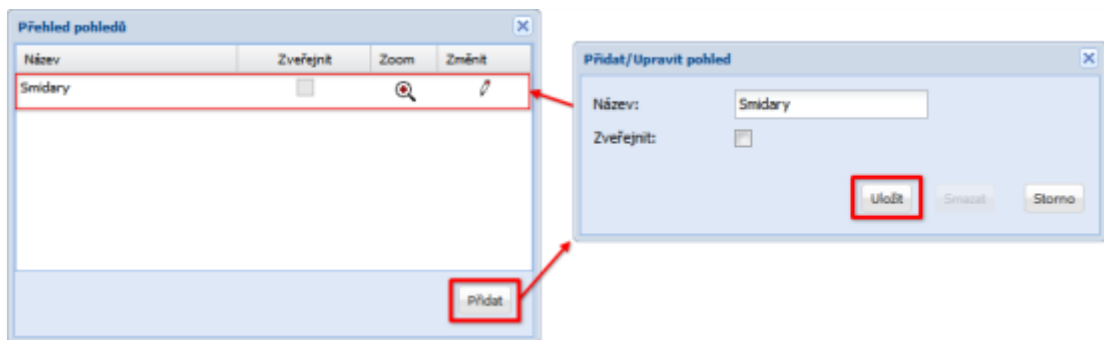 Přehled pohledů
Název Zveřejnit Zoom Změnit
Smidary
Přidat
Přidat/Upravit pohled
Název: Smidary
Zveřejnit:
Uložit Smazat Storno